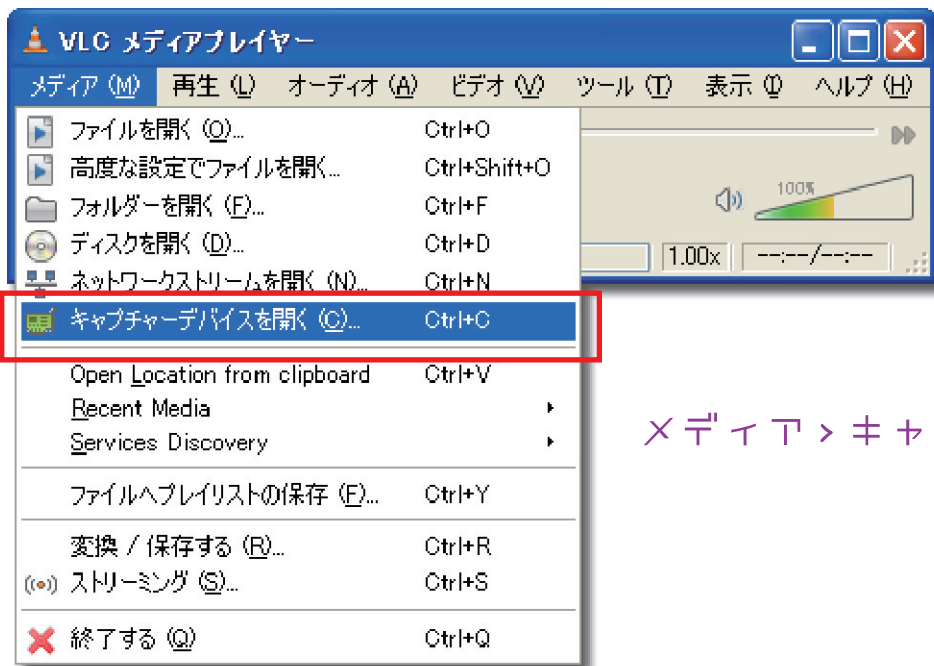 VLC メディアプレイヤー
メディア (M) 再生 (L) オーディオ (A) ビデオ (V) ツール (T) 表示 (I) ヘルプ (H)
ファイルを開く (O)... Ctrl+O
高度な設定でファイルを開く... Ctrl+Shift+O
フォルダーを開く (F)... Ctrl+F
100%
ディスクを開く (D)... Ctrl+D
1.00x --:--/--:--
ネットワークストリームを開く (N)... Ctrl+N
キャプチャーデバイスを開く (C)... Ctrl+C
Open Location from clipboard Ctrl+V
Recent Media
メディア>キャ
Services Discovery
ファイルへプレイリストの保存 (F)... Ctrl+Y
変換 / 保存する (R)... Ctrl+R
ストリーミング (S)... Ctrl+S
終了する (Q) Ctrl+Q